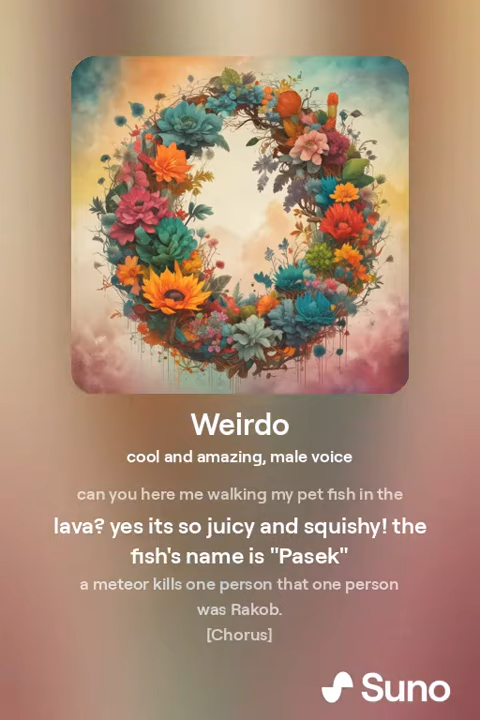 Weirdo
cool and amazing, male voice
can you here me walking my pet fish in the
lava? yes its so juicy and squishy! the
fish's name is "Pasek"
a meteor kills one person that one person
was Rakob.
[Chorus]
Suno